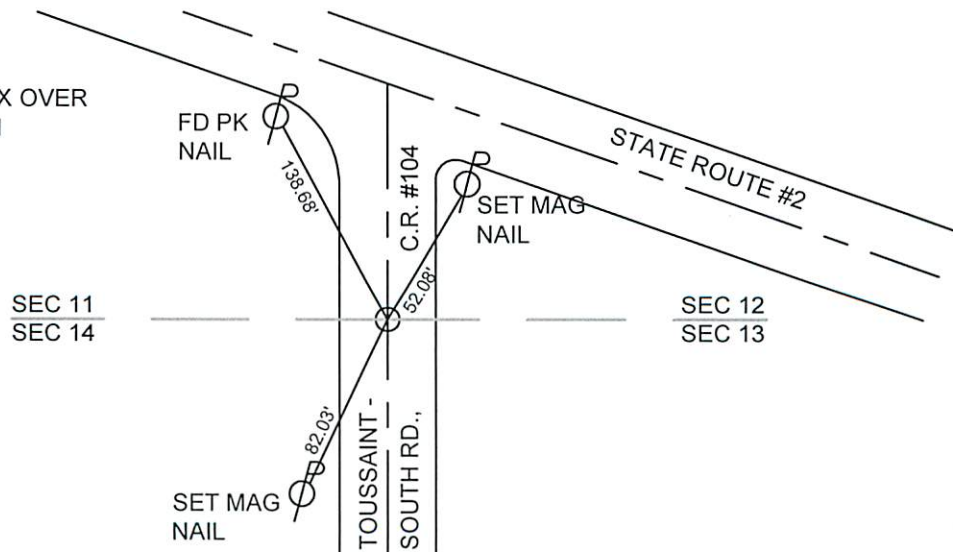 X OVER
FD PK
NAIL
138.68'
C.R. #104
STATE ROUTE #2
SET MAG
NAIL
52.08'
SEC 11
SEC 14
SEC 12
SEC 13
82.03'
SET MAG
NAIL
TOUSSAINT -
SOUTH RD.,